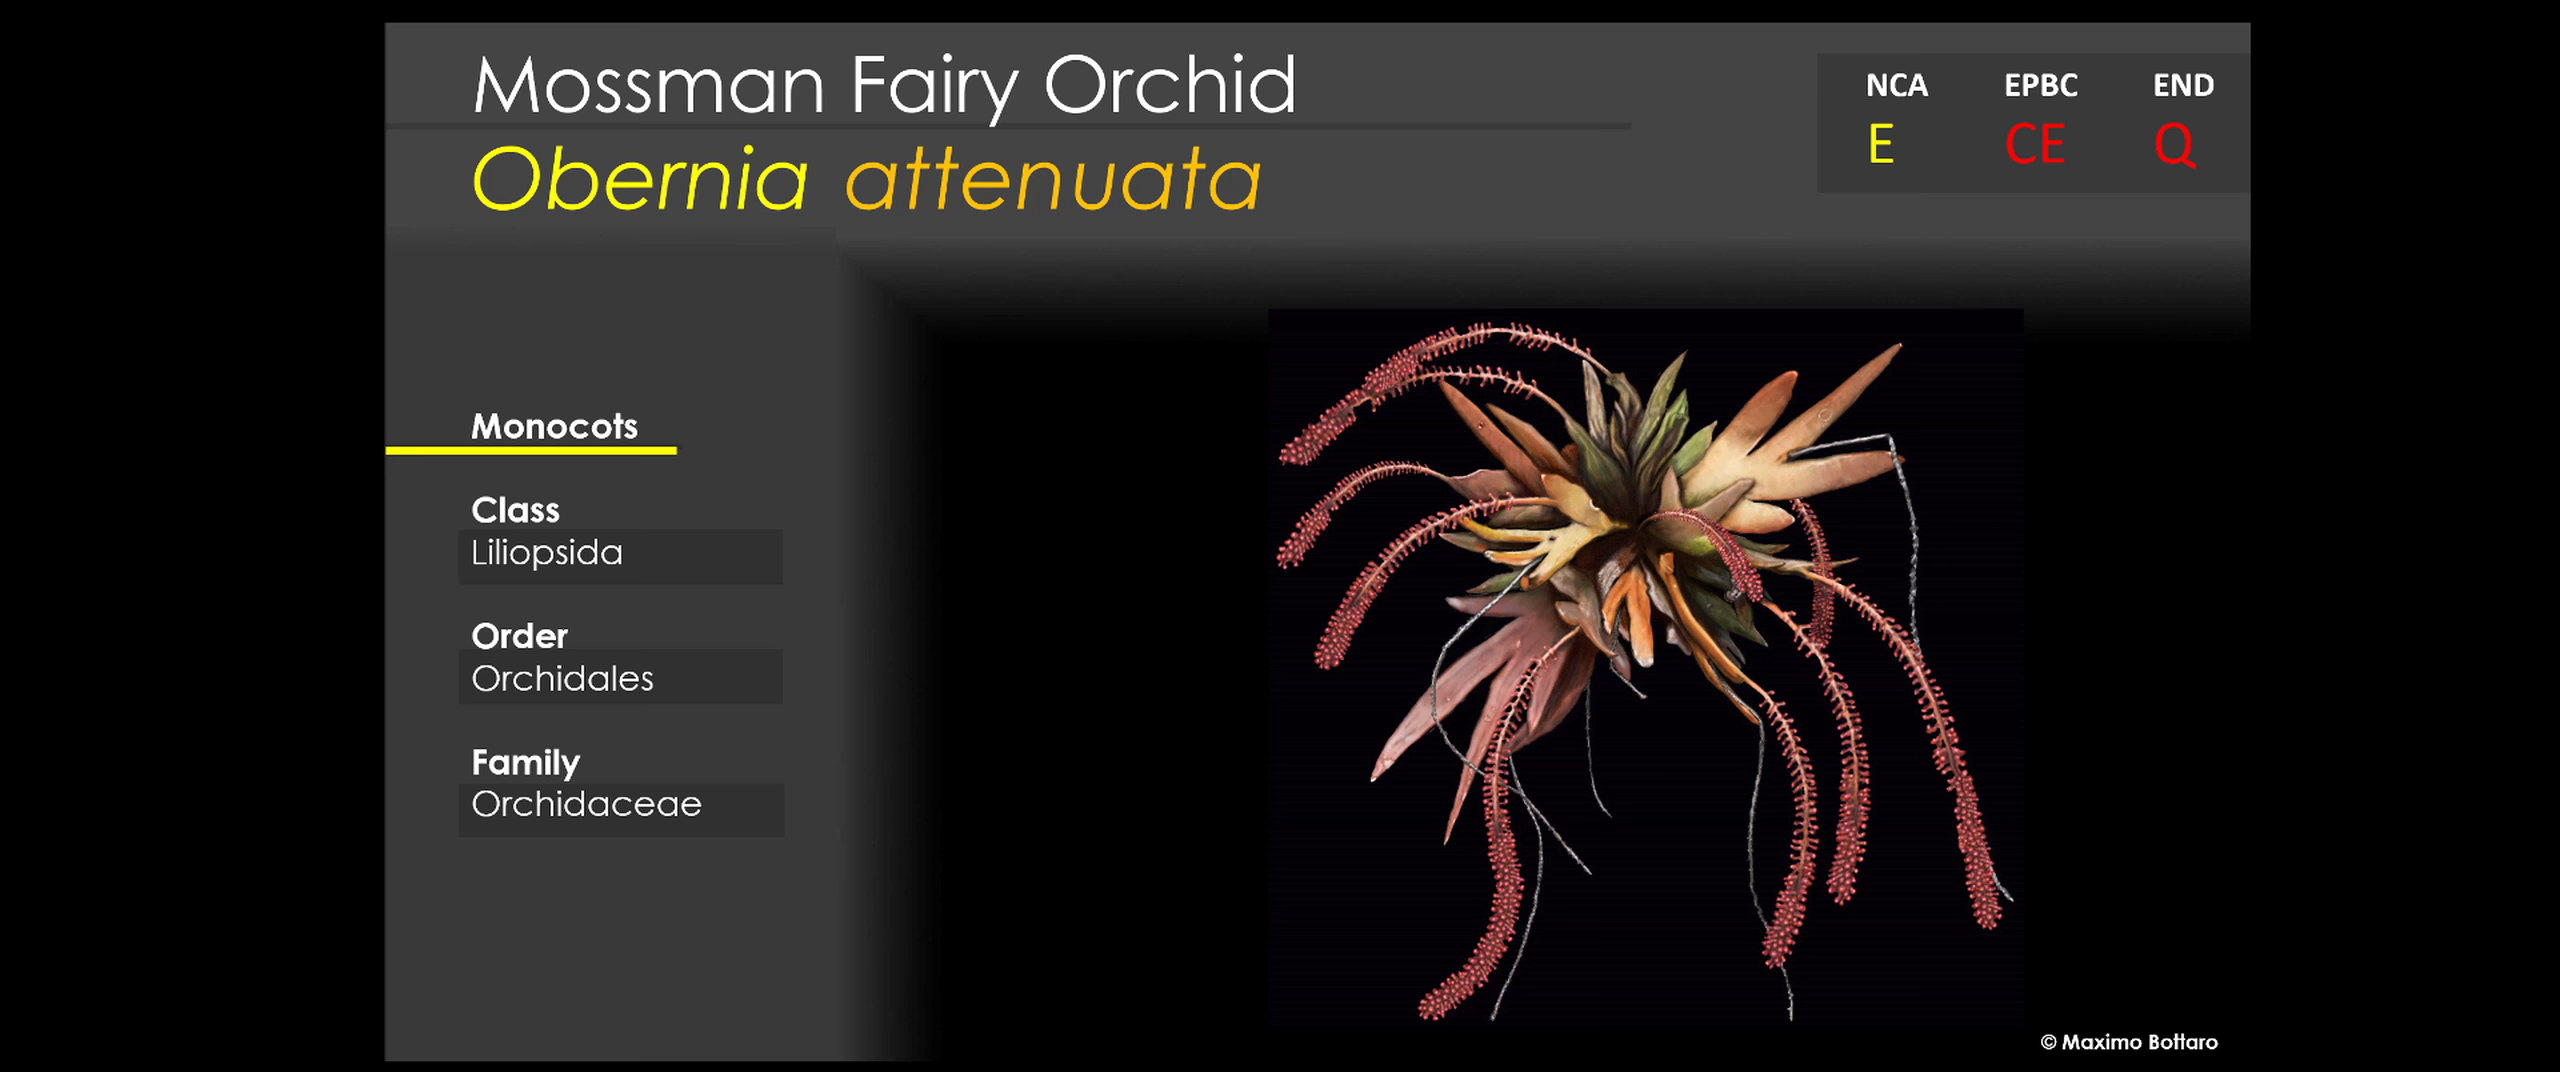 Mossman Fairy Orchid
Obernia attenuata
NCA EPBC END
E CE Q
Monocots
Class
Liliopsida
Order
Orchidales
Family
Orchidaceae
© Maximo Bottaro